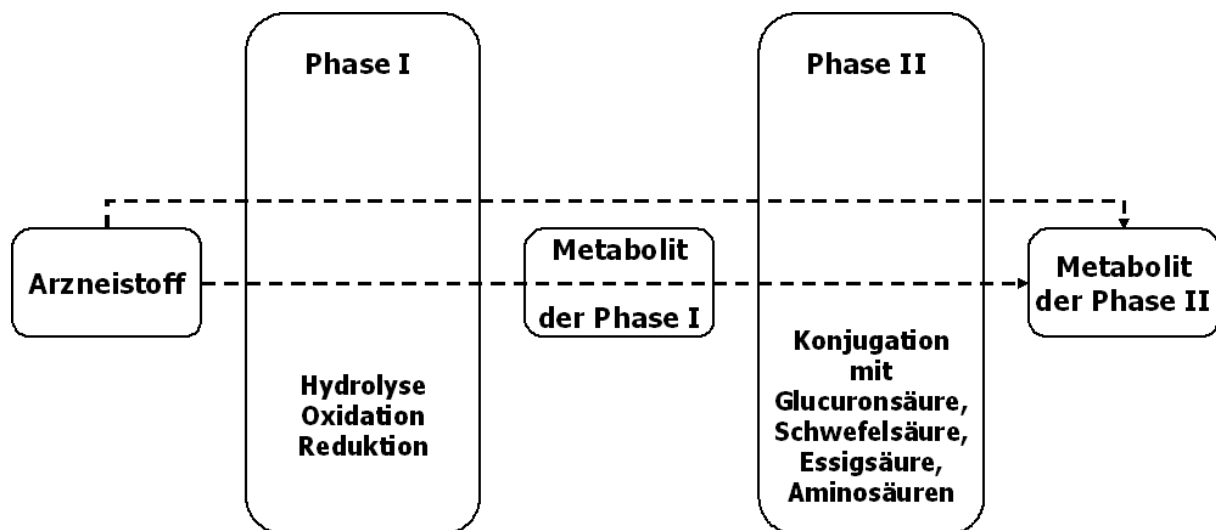 Phase I
Phase II
Arzneistoff
Metabolit
der Phase I
Metabolit
der Phase II
Hydrolyse
Oxidation
Reduktion
Konjugation
mit
Glucuronsäure,
Schwefelsäure,
Essigsäure,
Aminosäuren